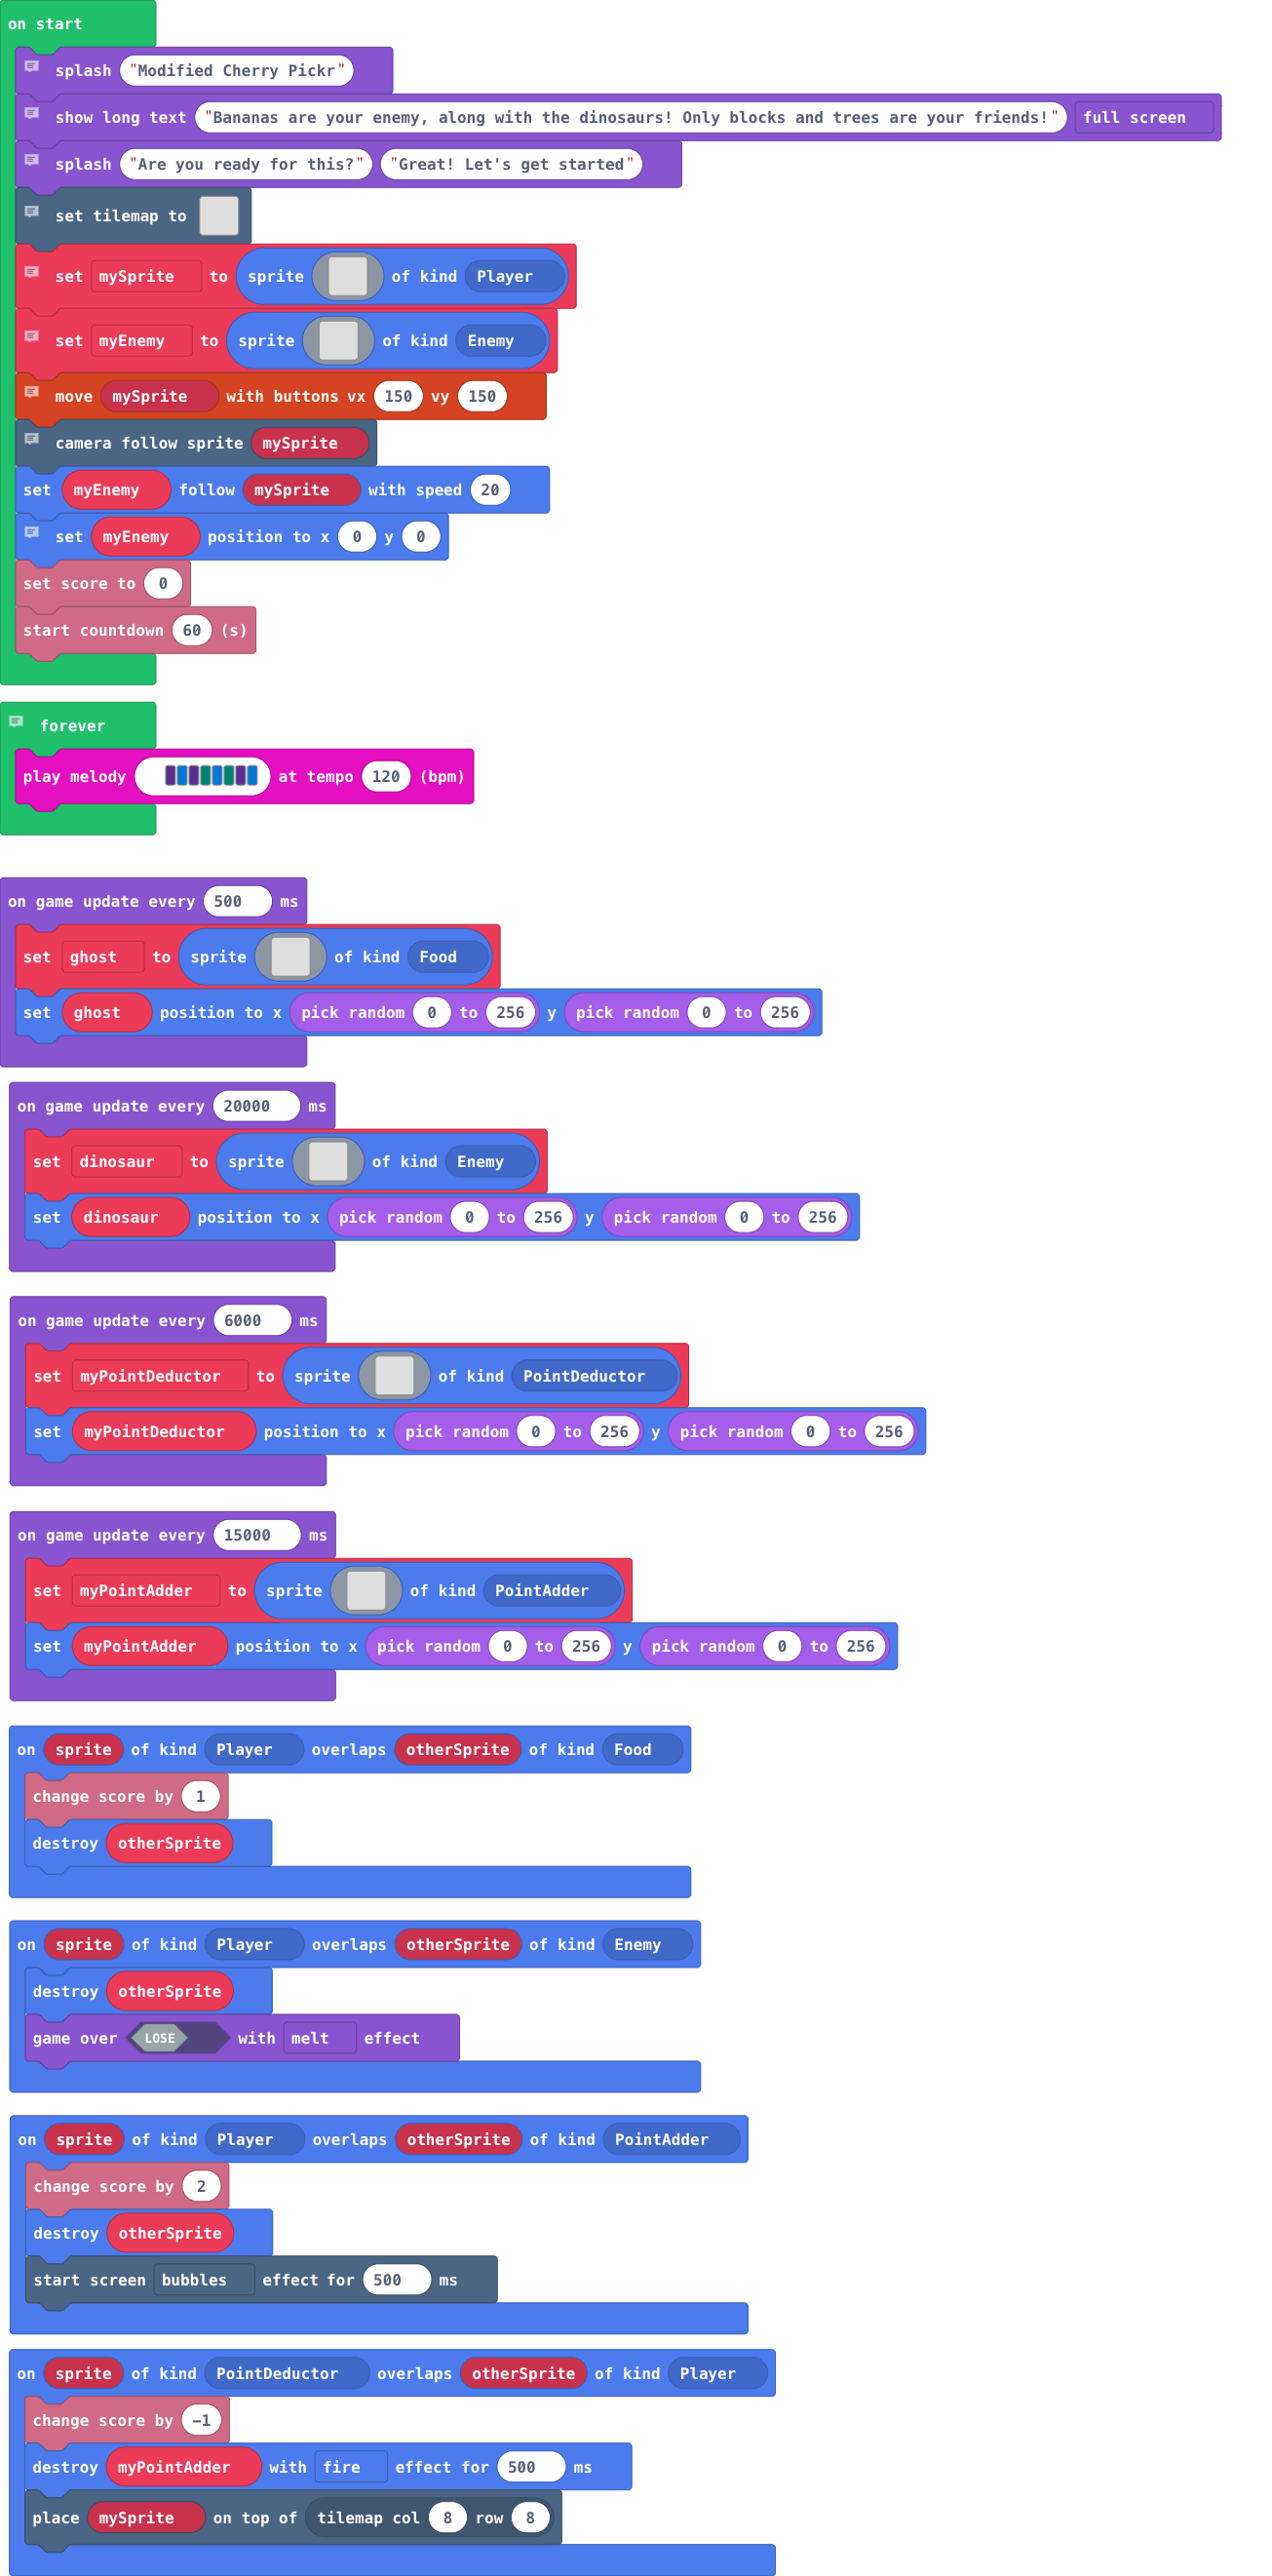 on start
splash "Modified Cherry Pickr"
show long text "Bananas are your enemy, along with the dinosaurs! Only blocks and trees are your friends!" full screen
splash "Are you ready for this?" "Great! Let's get started"
set tilemap to
set mySprite to sprite of kind Player
set myEnemy to sprite of kind Enemy
move mySprite with buttons vx 150 vy 150
camera follow sprite mySprite
set myEnemy follow mySprite with speed 20
set myEnemy position to x 0 y 0
set score to 0
start countdown 60 (s)
forever
play melody at tempo 120 (bpm)
on game update every 500 ms
set ghost to sprite of kind Food
set ghost position to x pick random 0 to 256 y pick random 0 to 256
on game update every 20000 ms
set dinosaur to sprite of kind Enemy
set dinosaur position to x pick random 0 to 256 y pick random 0 to 256
on game update every 6000 ms
set myPointDeductor to sprite of kind PointDeductor
set myPointDeductor position to x pick random 0 to 256 y pick random 0 to 256
on game update every 15000 ms
set myPointAdder to sprite of kind PointAdder
set myPointAdder position to x pick random 0 to 256 y pick random 0 to 256
on sprite of kind Player overlaps otherSprite of kind Food
change score by 1
destroy otherSprite
on sprite of kind Player overlaps otherSprite of kind Enemy
destroy otherSprite
game over LOSE with melt effect
on sprite of kind Player overlaps otherSprite of kind PointAdder
change score by 2
destroy otherSprite
start screen bubbles effect for 500 ms
on sprite of kind PointDeductor overlaps otherSprite of kind Player
change score by -1
destroy myPointAdder with fire effect for 500 ms
place mySprite on top of tilemap col 8 row 8